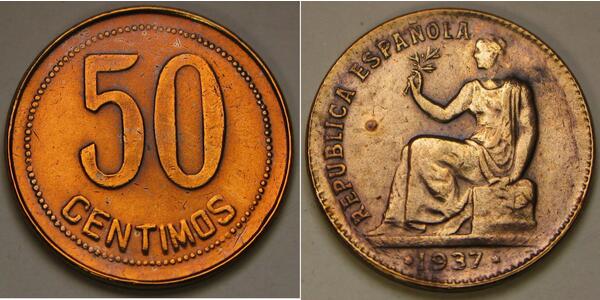 50
CENTIMOS
REPUBLICA ESPAÑOLA
·1937·